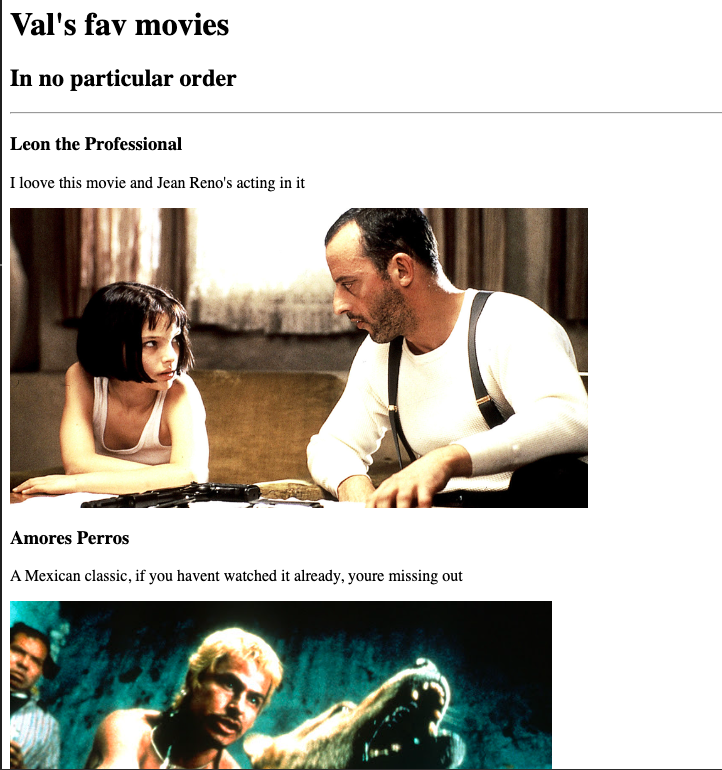 Val's fav movies
In no particular order
Leon the Professional
I loove this movie and Jean Reno's acting in it
Amores Perros
A Mexican classic, if you havent watched it already, youre missing out